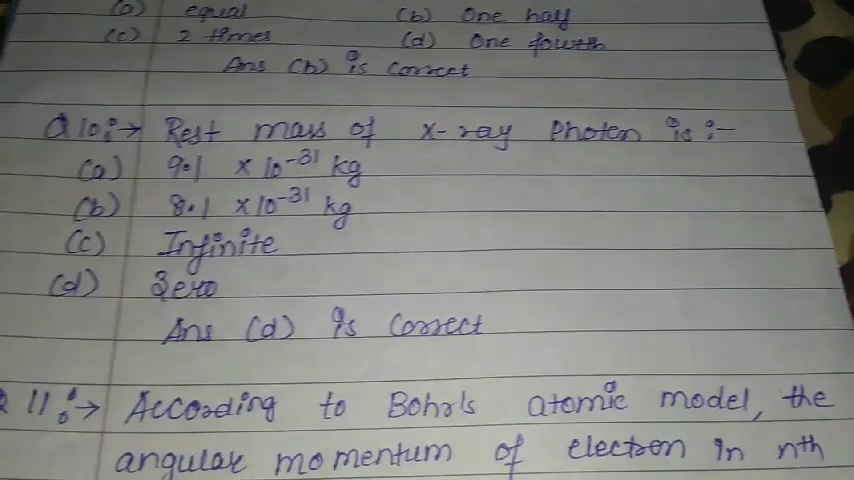 (a) equal (b) One half
(c) 2 times (d) One fourth
Ans (b) is correct
Q10:→ Rest mass of x-ray Photon is :-
(a) 9.1 × 10⁻³¹ kg
(b) 8.1 × 10⁻³¹ kg
(c) Infinite
(d) Zero
Ans (d) is correct
Q 11:→ According to Bohr's atomic model, the
angular momentum of electron in nth